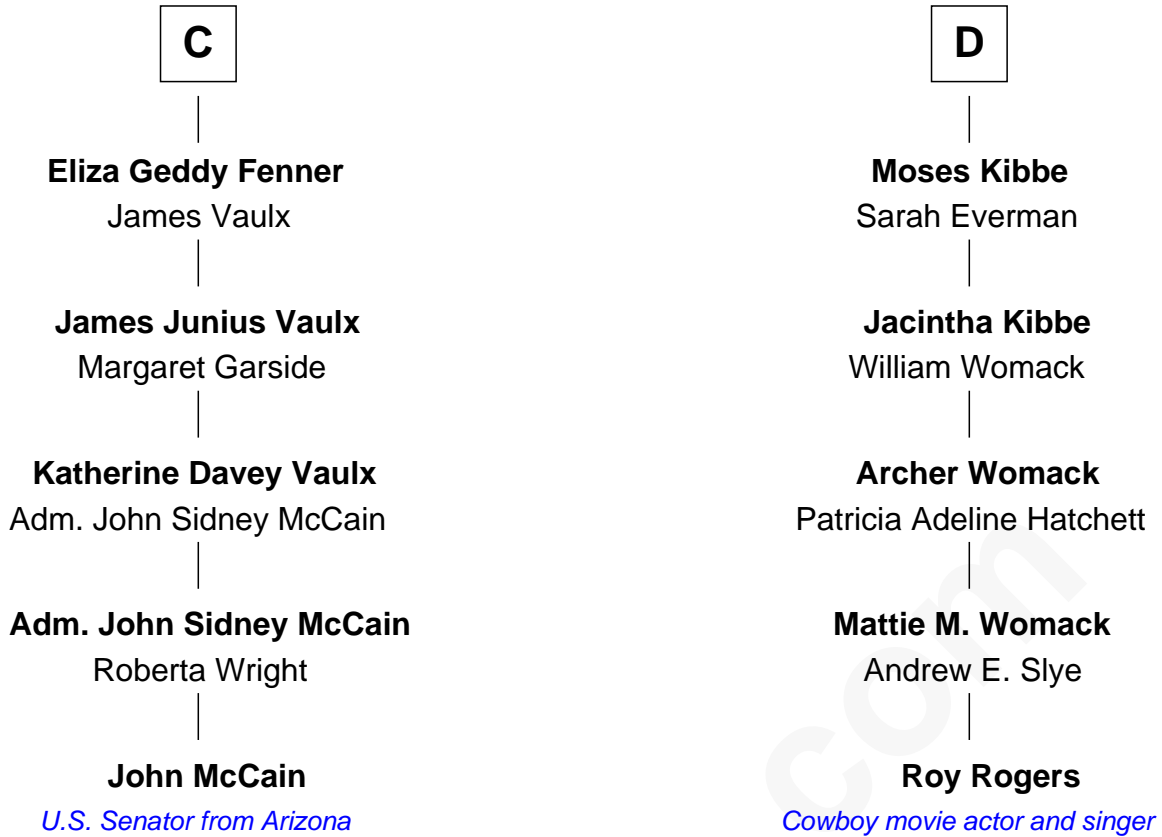 C
Eliza Geddy Fenner
James Vaulx
James Junius Vaulx
Margaret Garside
Katherine Davey Vaulx
Adm. John Sidney McCain
Adm. John Sidney McCain
Roberta Wright
John McCain
U.S. Senator from Arizona
D
Moses Kibbe
Sarah Everman
Jacintha Kibbe
William Womack
Archer Womack
Patricia Adeline Hatchett
Mattie M. Womack
Andrew E. Slye
Roy Rogers
Cowboy movie actor and singer
com